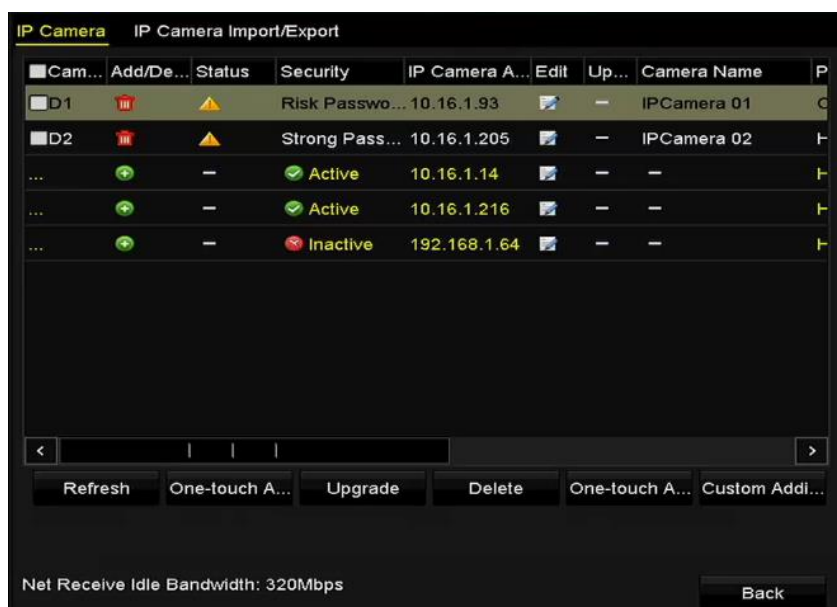 IP Camera IP Camera Import/Export
Cam... Add/De... Status Security IP Camera A... Edit Up... Camera Name P
D1 Risk Passwo... 10.16.1.93 – IPCamera 01
D2 Strong Pass... 10.16.1.205 – IPCamera 02 H
... – Active 10.16.1.14 – – H
... – Active 10.16.1.216 – – H
... – Inactive 192.168.1.64 – – H
Refresh One-touch A... Upgrade Delete One-touch A... Custom Addi...
Net Receive Idle Bandwidth: 320Mbps
Back